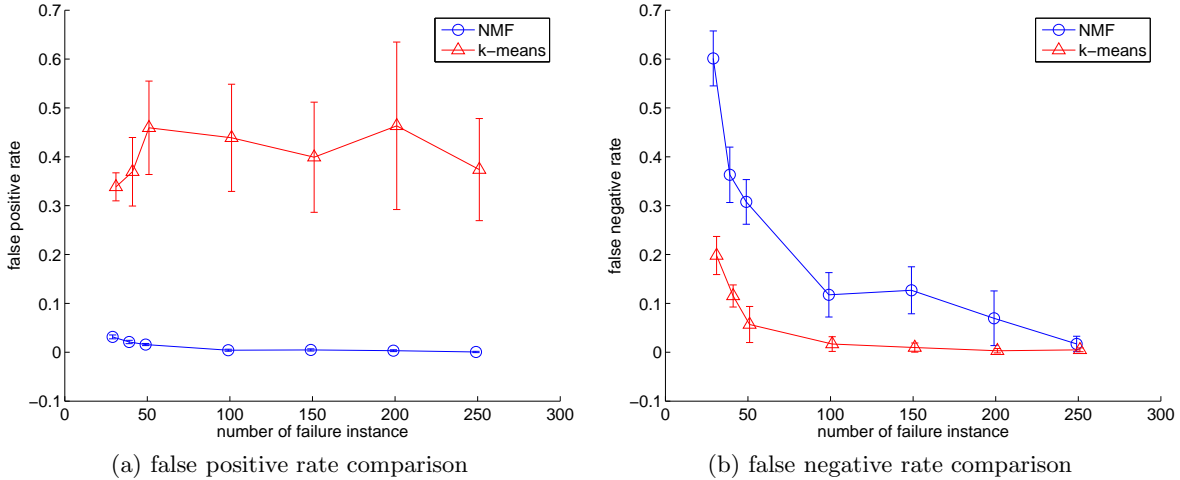 0.7
0.6
0.5
0.4
0.3
0.2
0.1
0
−0.1
false positive rate
NMF
k−means
0 50 100 150 200 250 300
number of failure instance
(a) false positive rate comparison
0.7
0.6
0.5
0.4
0.3
0.2
0.1
0
−0.1
false negative rate
NMF
k−means
0 50 100 150 200 250 300
number of failure instance
(b) false negative rate comparison